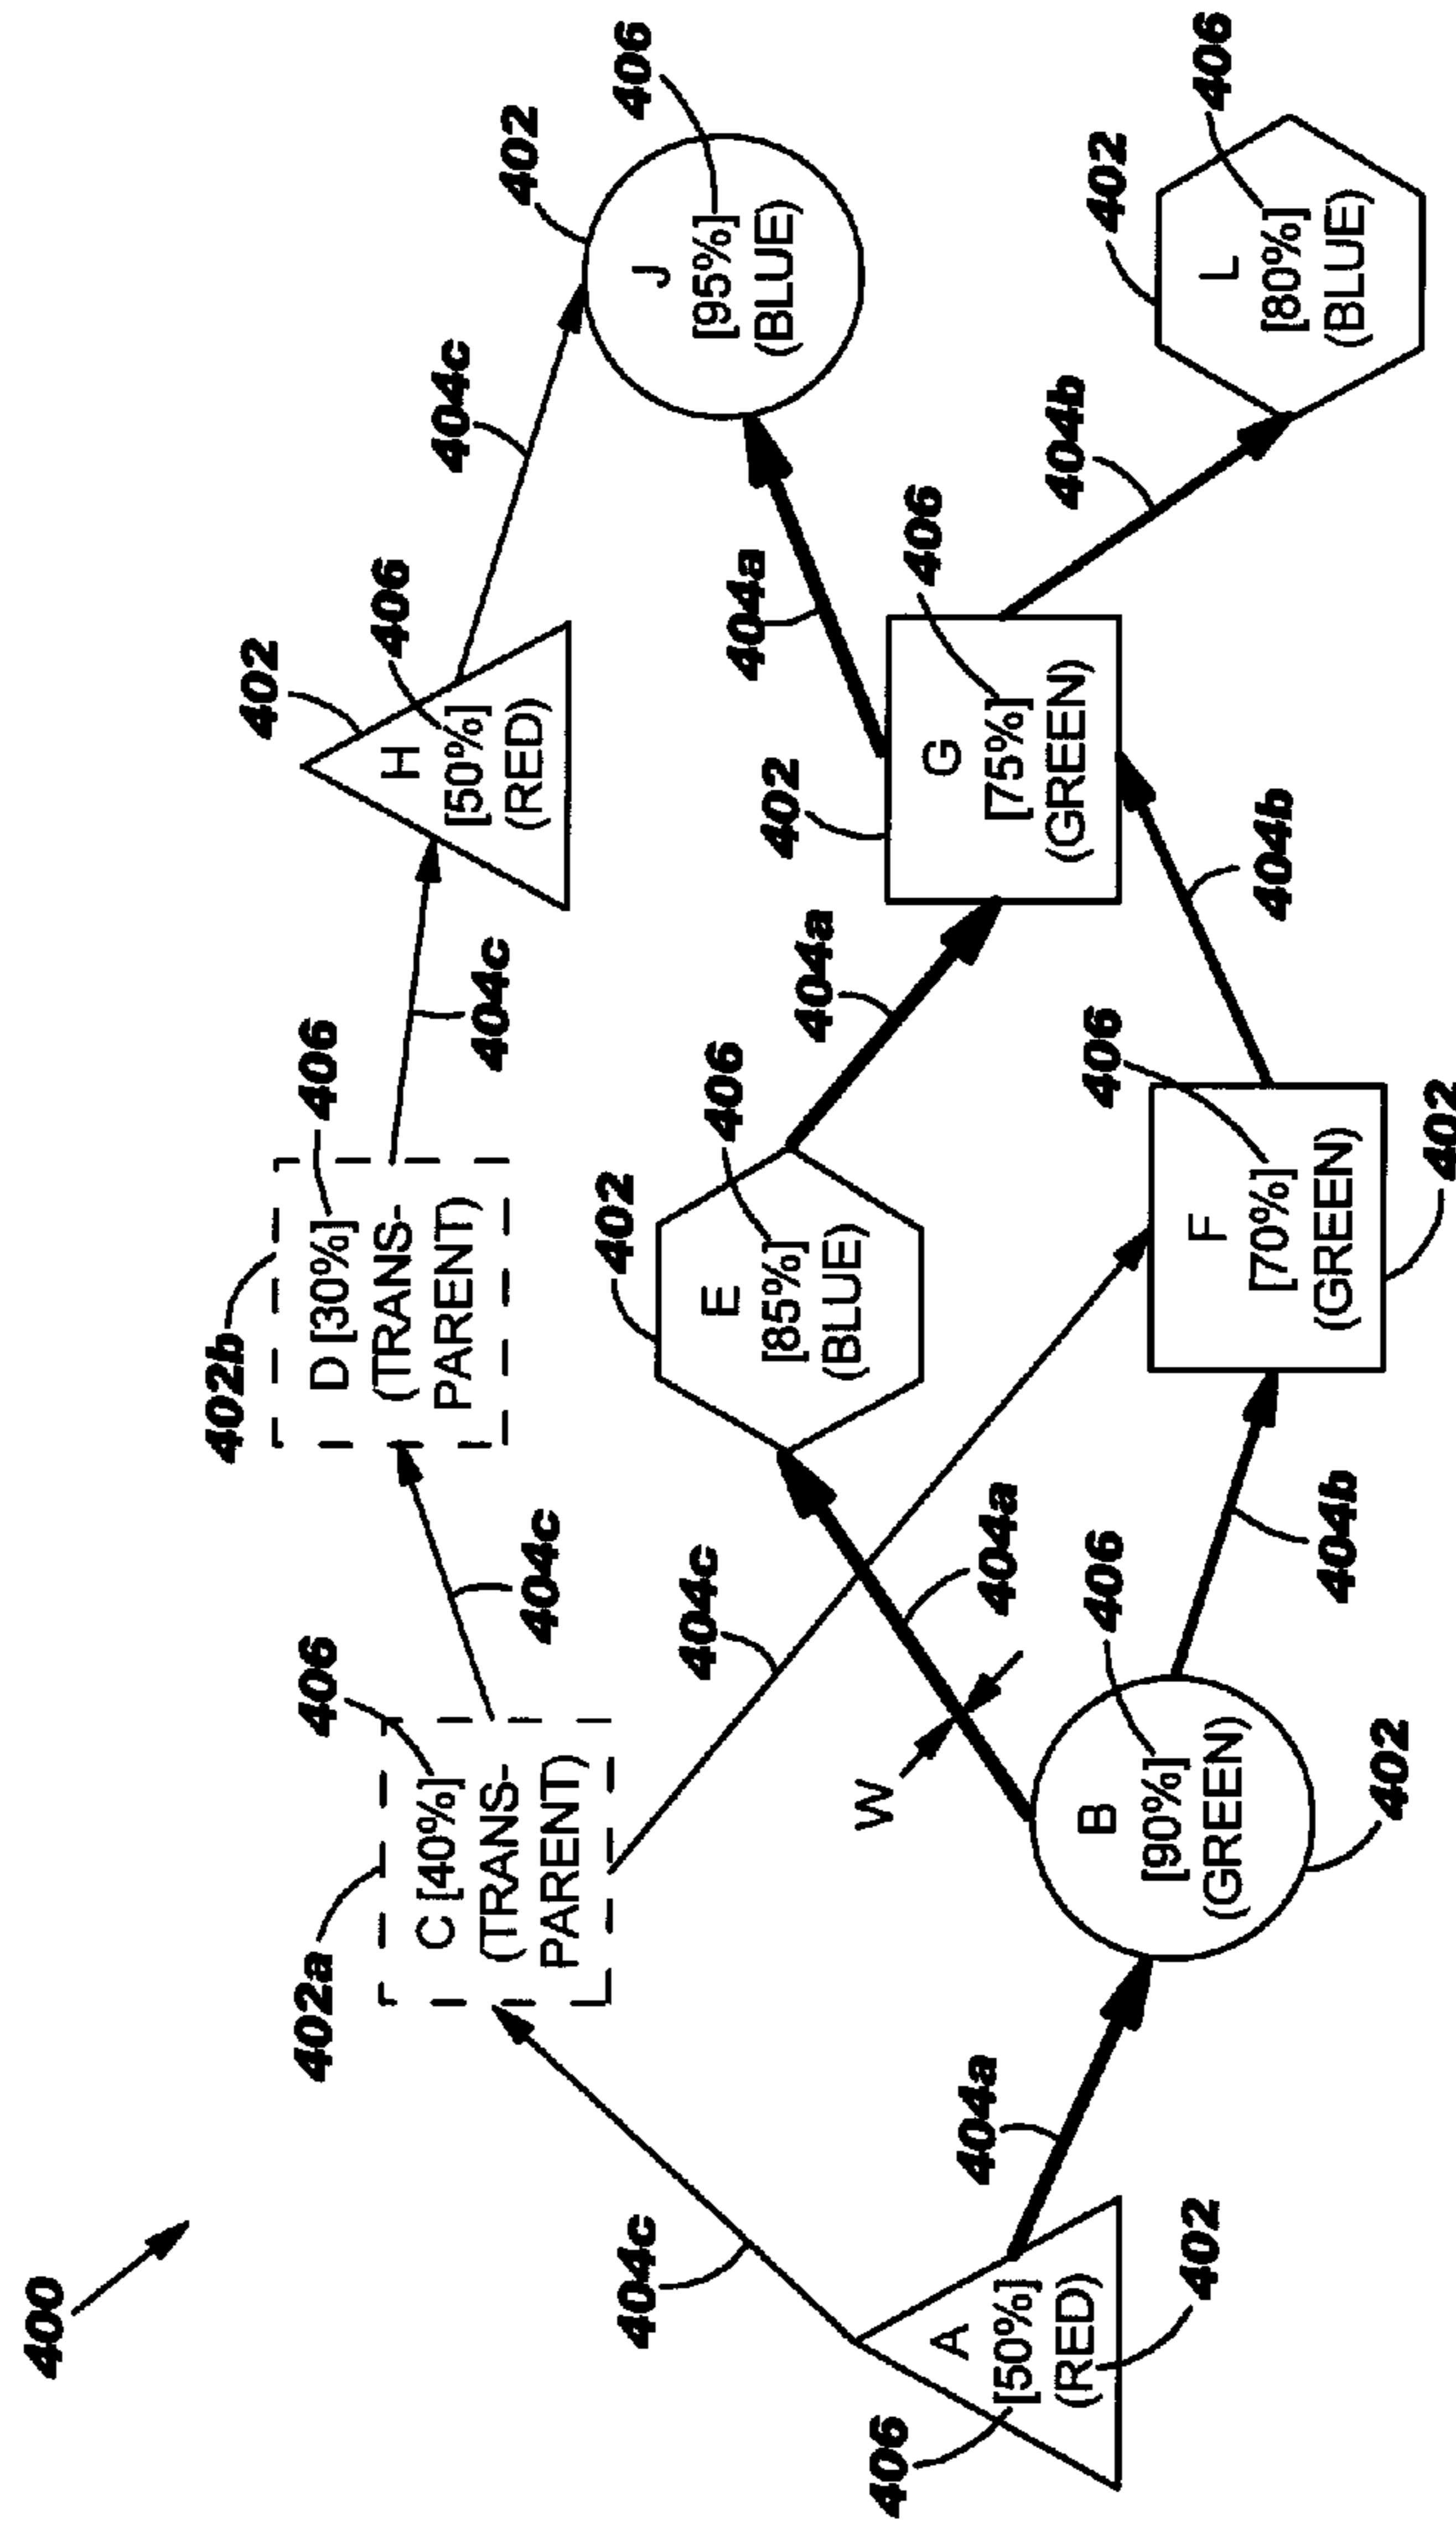 400
402a
406
C [40%]
(TRANS-
PARENT)
404c
402b
D [30%]
406
(TRANS-
PARENT)
404c
402
H
406
[50%]
(RED)
404c
402
J
406
[95%]
(BLUE)
404c
A
406
[50%]
(RED)
402
404a
W
B
406
[90%]
(GREEN)
402
404a
404c
402
E
406
[85%]
(BLUE)
404a
404b
F
406
[70%]
(GREEN)
402
404b
402
G
406
[75%]
(GREEN)
404a
404b
402
L
406
[80%]
(BLUE)